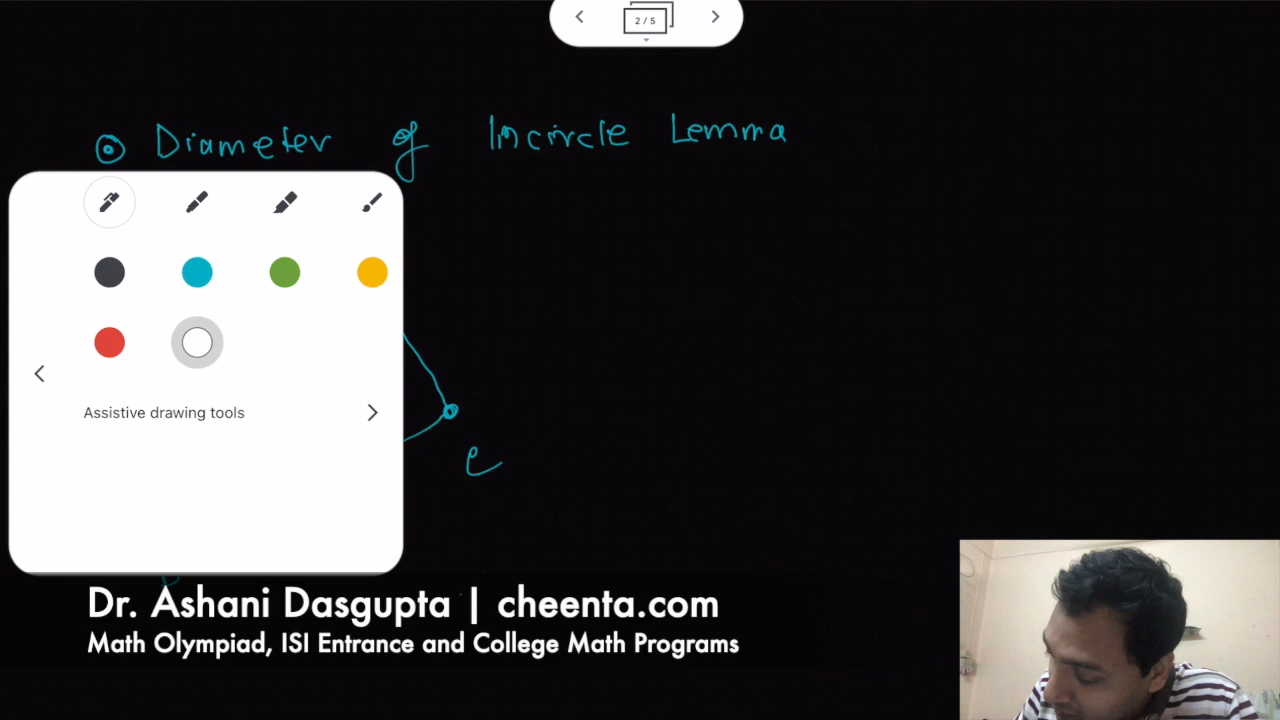 2 / 5
Diameter of Incircle Lemma
Assistive drawing tools
C
Dr. Ashani Dasgupta | cheenta.com
Math Olympiad, ISI Entrance and College Math Programs